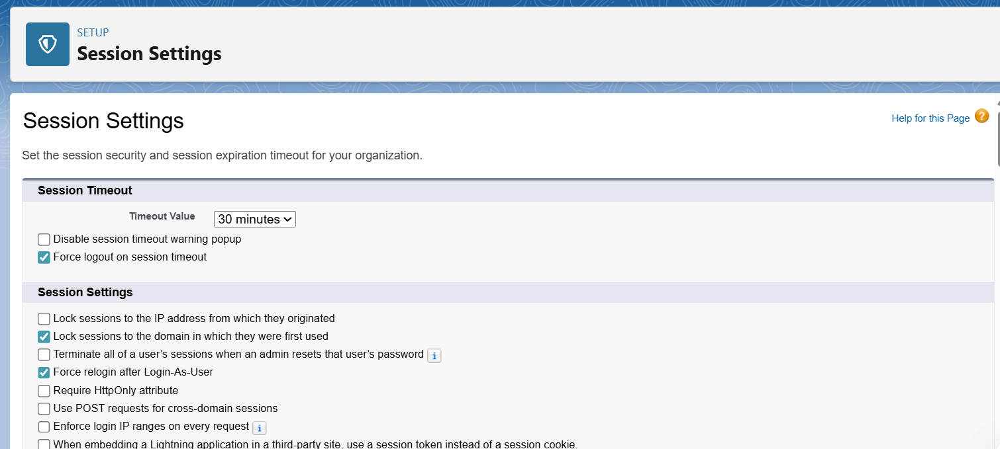 SETUP
Session Settings
Session Settings
Help for this Page ?
Set the session security and session expiration timeout for your organization.
Session Timeout
Timeout Value 30 minutes
Disable session timeout warning popup
Force logout on session timeout
Session Settings
Lock sessions to the IP address from which they originated
Lock sessions to the domain in which they were first used
Terminate all of a user’s sessions when an admin resets that user’s password i
Force relogin after Login-As-User
Require HttpOnly attribute
Use POST requests for cross-domain sessions
Enforce login IP ranges on every request i
When embedding a Lightning application in a third-party site, use a session token instead of a session cookie.